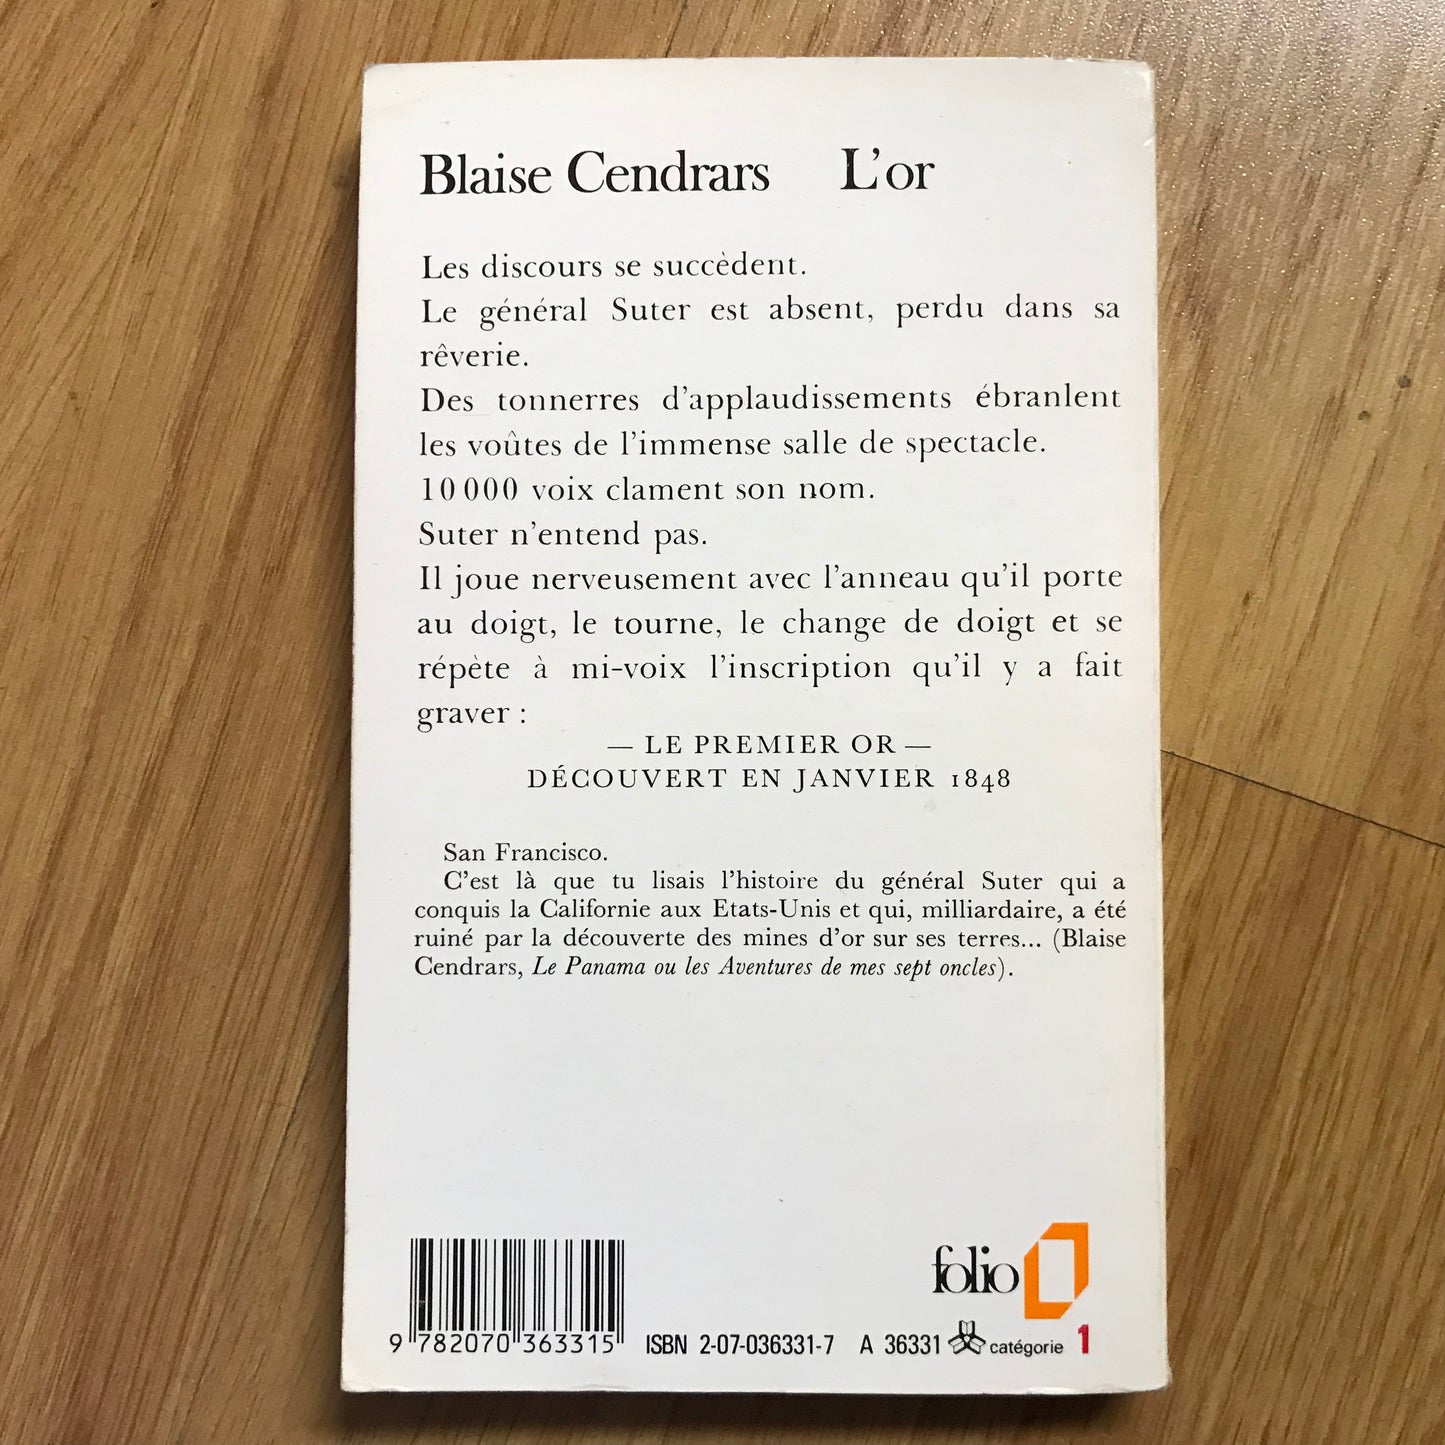 Blaise Cendrars L'or
Les discours se succèdent.
Le général Suter est absent, perdu dans sa
rêverie.
Des tonnerres d'applaudissements ébranlent
les voûtes de l'immense salle de spectacle.
10 000 voix clament son nom.
Suter n'entend pas.
Il joue nerveusement avec l'anneau qu'il porte
au doigt, le tourne, le change de doigt et se
répète à mi-voix l'inscription qu'il y a fait
graver :
— LE PREMIER OR —
DÉCOUVERT EN JANVIER 1848
San Francisco.
C'est là que tu lisais l'histoire du général Suter qui a
conquis la Californie aux Etats-Unis et qui, milliardaire, a été
ruiné par la découverte des mines d'or sur ses terres... (Blaise
Cendrars, Le Panama ou les Aventures de mes sept oncles).
folio
9 782070 363315 ISBN 2-07-036331-7 A 36331 catégorie 1